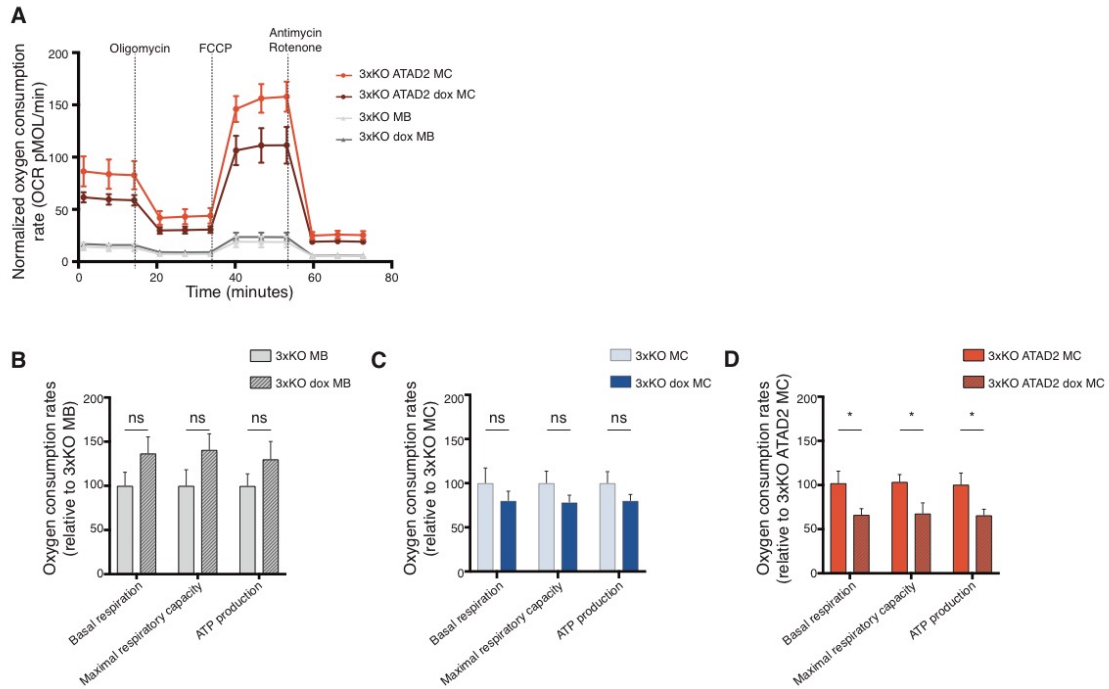 A
Normalized oxygen consumption
rate (OCR pMOL/min)
200
150
100
50
0
0
20
40
60
80
Time (minutes)
Oligomycin
FCCP
Antimycin
Rotenone
3xKO ATAD2 MC
3xKO ATAD2 dox MC
3xKO MB
3xKO dox MB
B
3xKO MB
3xKO dox MB
Oxygen consumption rates
(relative to 3xKO MB)
200
150
100
50
0
ns
ns
ns
Basal respiration
Maximal respiratory capacity
ATP production
C
3xKO MC
3xKO dox MC
Oxygen consumption rates
(relative to 3xKO MC)
200
150
100
50
0
ns
ns
ns
Basal respiration
Maximal respiratory capacity
ATP production
D
3xKO ATAD2 MC
3xKO ATAD2 dox MC
Oxygen consumption rates
(relative to 3xKO ATAD2 MC)
200
150
100
50
0
*
*
*
Basal respiration
Maximal respiratory capacity
ATP production